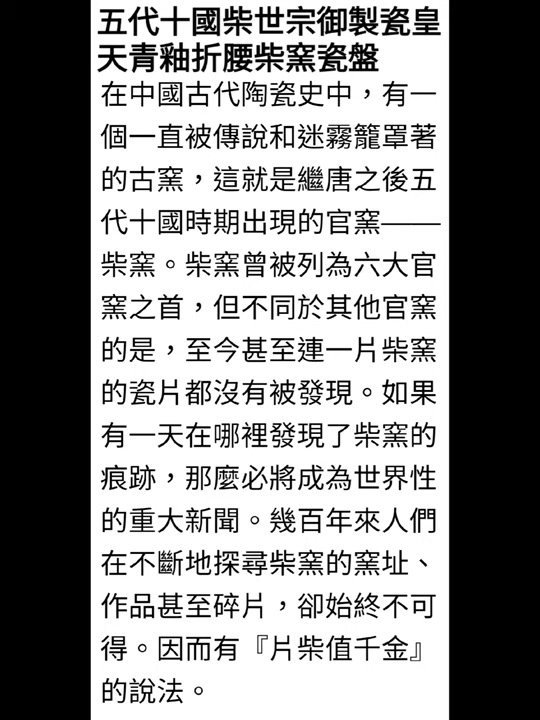 五代十國柴世宗御製瓷皇
天青釉折腰柴窯瓷盤
在中國古代陶瓷史中，有一
個一直被傳說和迷霧籠罩著
的古窯，這就是繼唐之後五
代十國時期出現的官窯——
柴窯。柴窯曾被列為六大官
窯之首，但不同於其他官窯
的是，至今甚至連一片柴窯
的瓷片都沒有被發現。如果
有一天在哪裡發現了柴窯的
痕跡，那麼必將成為世界性
的重大新聞。幾百年來人們
在不斷地探尋柴窯的窯址、
作品甚至碎片，卻始終不可
得。因而有『片柴值千金』
的說法。